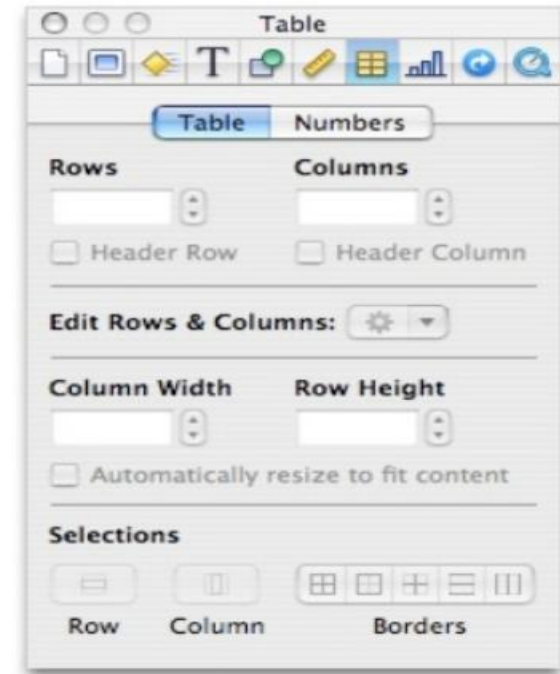 Table
T
Table Numbers
Rows Columns
Header Row Header Column
Edit Rows & Columns:
Column Width Row Height
Automatically resize to fit content
Selections
Row Column Borders